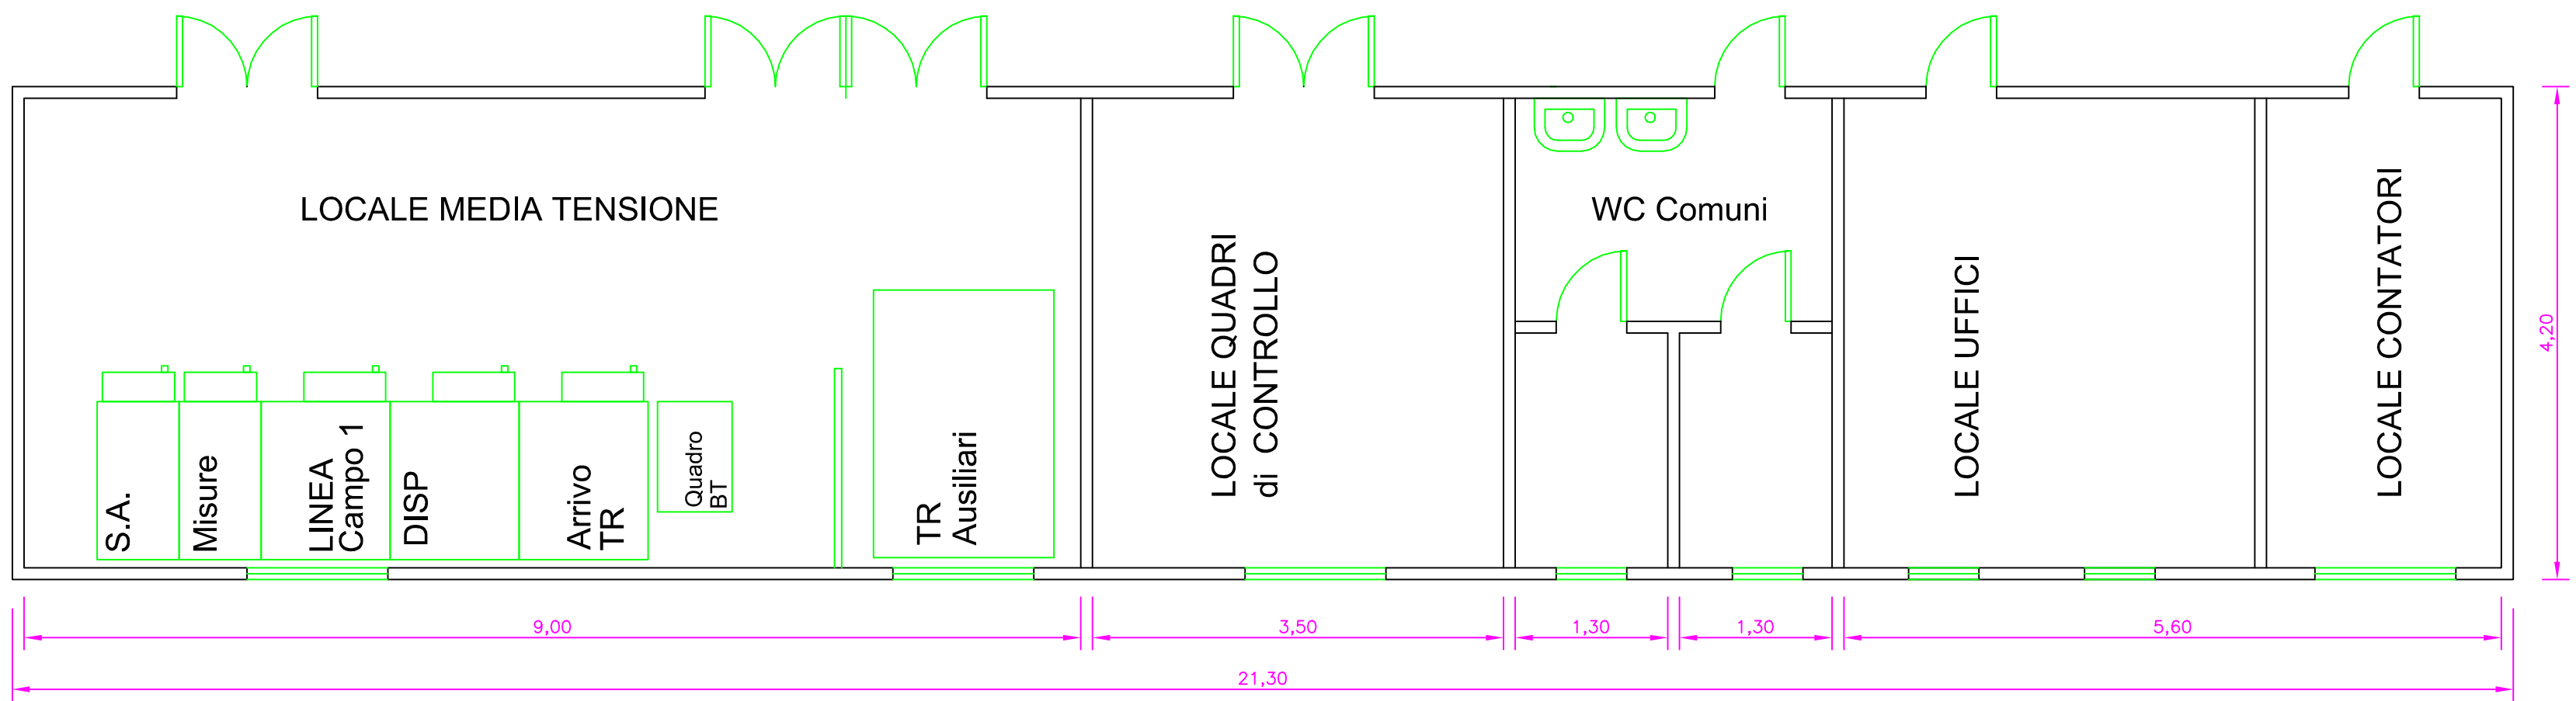 LOCALE MEDIA TENSIONE
S.A.
Misure
LINEA
Campo 1
DISP
Arrivo
TR
Quadro
BT
TR
Ausiliari
LOCALE QUADRI
di CONTROLLO
WC Comuni
LOCALE UFFICI
LOCALE CONTATORI
4,20
9,00
3,50
1,30
1,30
5,60
21,30